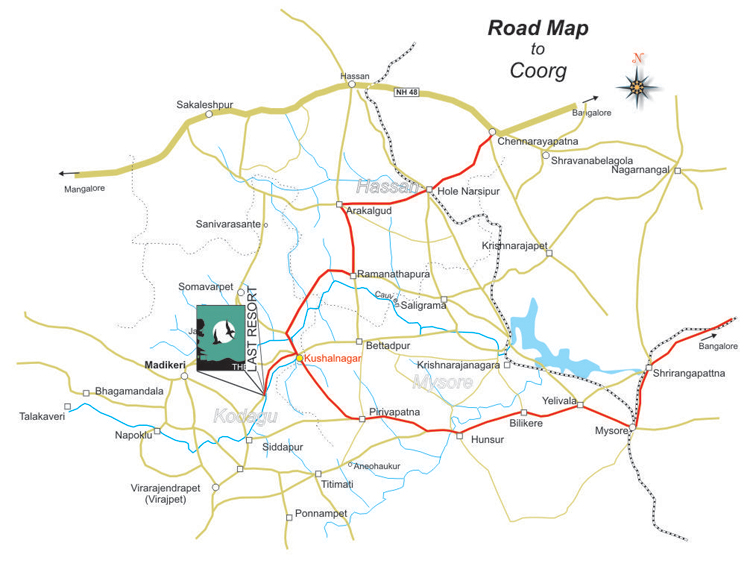 Road Map
to
Coorg
N
Hassan
NH 48
Sakaleshpur
Bangalore
Chennarayapatna
Shravanabelagola
Nagarnangal
Mangalore
Hassan
Hole Narsipur
Arakalgud
Sanivarasante
Krishnarajapet
Ramanathapura
Somavarpet
Cauv
Saligrama
Ja
THE LAST RESORT
Bettadpur
Bangalore
Kushalnagar
Madikeri
Krishnarajanagara
Shrirangapattna
Mysore
Bhagamandala
Yelivala
Talakaveri
Kodagu
Piriyapatna
Bilikere
Napoklu
Mysore
Hunsur
Siddapur
Aneohaukur
Titimati
Virarajendrapet
(Virajpet)
Ponnampet